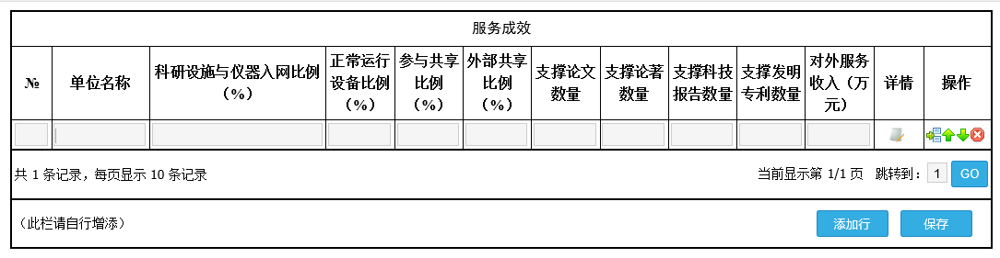 服务成效
№
单位名称
科研设施与仪器入网比例
（%）
正常运行
设备比例
（%）
参与共享
比例
（%）
外部共享
比例
（%）
支撑论文
数量
支撑论著
数量
支撑科技
报告数量
支撑发明
专利数量
对外服务
收入（万
元）
详情
操作
共 1 条记录，每页显示 10 条记录
当前显示第 1/1 页 跳转到：1 GO
（此栏请自行增添）
添加行
保存